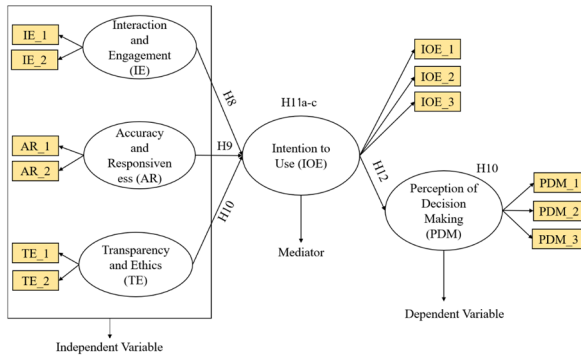 IE_1
IE_2
Interaction
and
Engagement
(IE)
IOE_1
IOE_2
IOE_3
H8
H11a-c
AR_1
AR_2
Accuracy
and
Responsiven
ess (AR)
H9
Intention to
Use (IOE)
H12
H10
PDM_1
PDM_2
PDM_3
Perception of
Decision
Making
(PDM)
H10
TE_1
TE_2
Transparency
and Ethics
(TE)
Mediator
Dependent Variable
Independent Variable